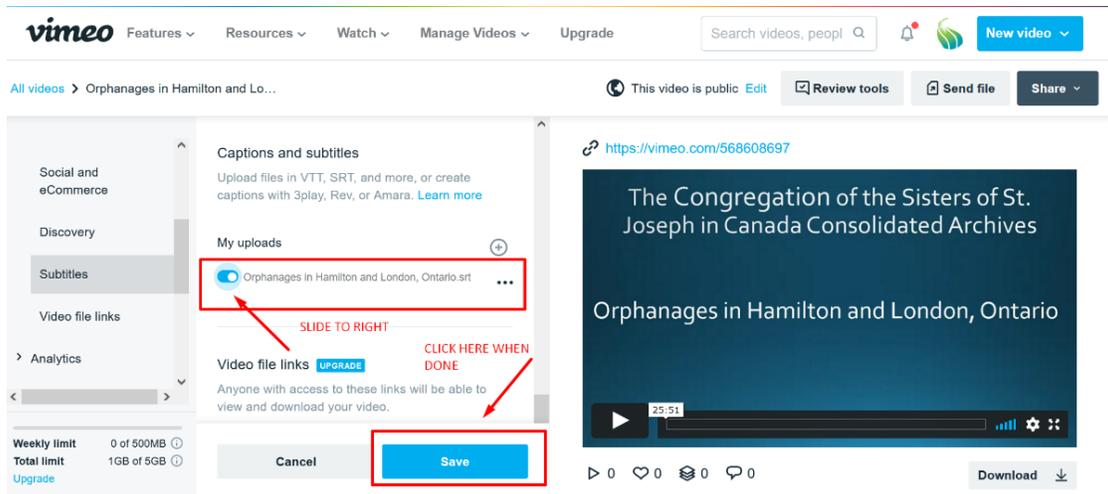 vimeo Features Resources Watch Manage Videos Upgrade Search videos, peopl New video
All videos > Orphanages in Hamilton and Lo... This video is public Edit Review tools Send file Share
Social and
eCommerce
Discovery
Subtitles
Video file links
> Analytics
Weekly limit 0 of 500MB
Total limit 1GB of 5GB
Upgrade
Captions and subtitles
Upload files in VTT, SRT, and more, or create
captions with 3play, Rev, or Amara. Learn more
My uploads
Orphanages in Hamilton and London, Ontario.srt
SLIDE TO RIGHT
CLICK HERE WHEN
DONE
Video file links UPGRADE
Anyone with access to these links will be able to
view and download your video.
Cancel Save
https://vimeo.com/568608697
The Congregation of the Sisters of St.
Joseph in Canada Consolidated Archives
Orphanages in Hamilton and London, Ontario
25:51
0 0 0 0
Download